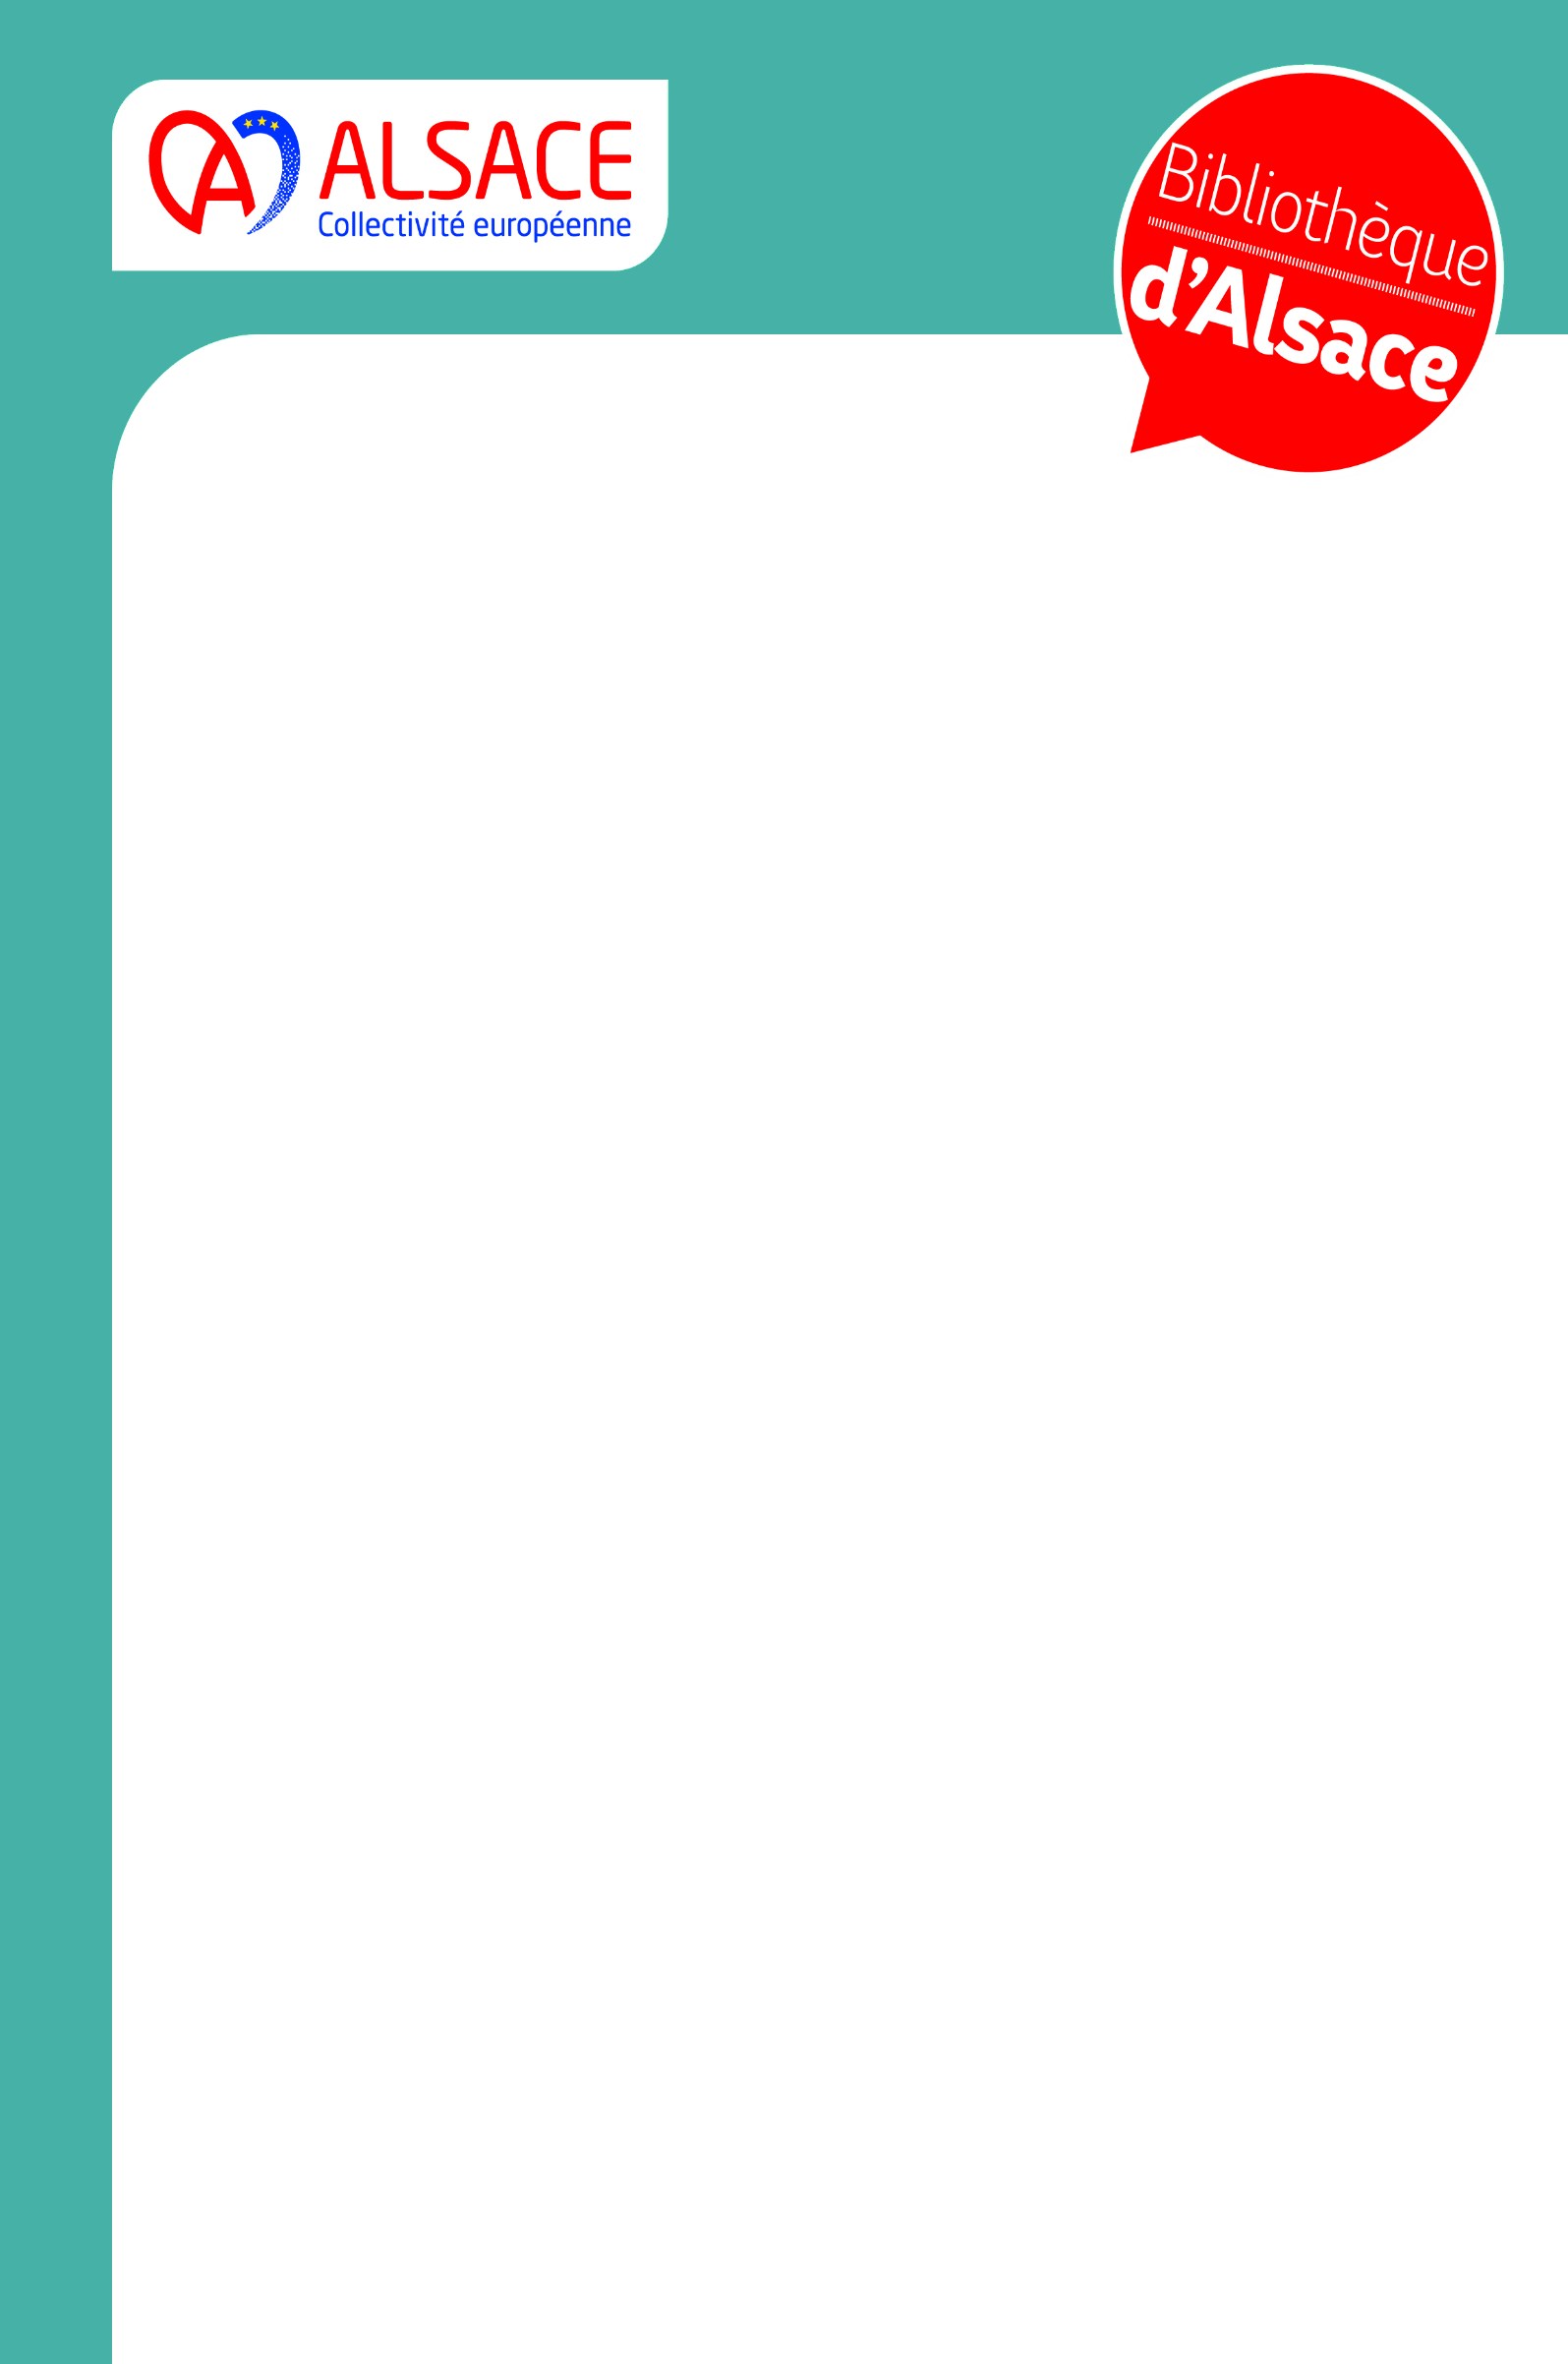 ALSACE
Collectivité européenne
Bibliothèque
d'Alsace